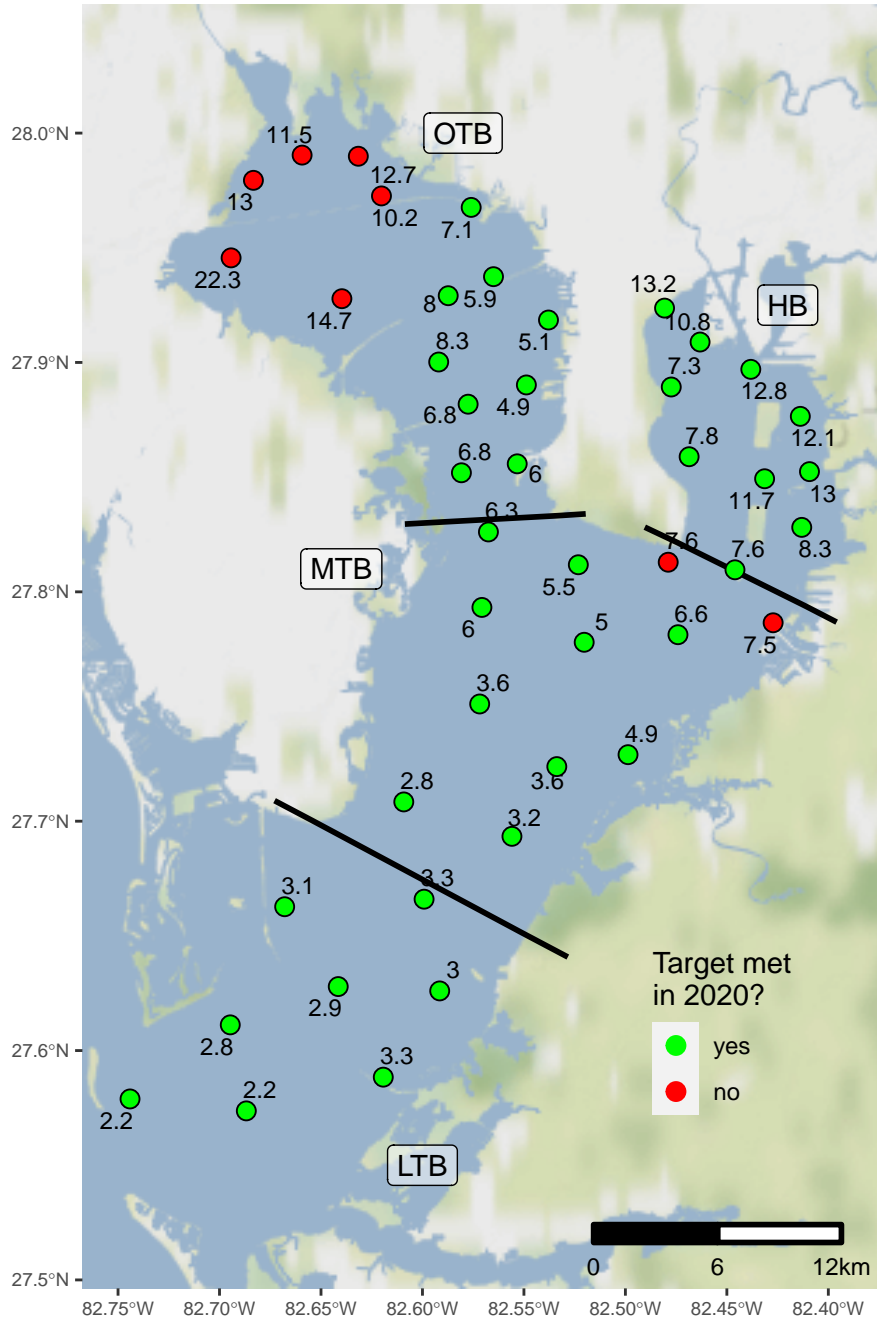 28.0°N
27.9°N
27.8°N
27.7°N
27.6°N
27.5°N
OTB
11.5
12.7
13
10.2
7.1
22.3
14.7
8
5.9
5.1
13.2
HB
10.8
8.3
7.3
12.8
6.8
4.9
12.1
7.8
6.8
6
11.7
13
6.3
8.3
MTB
7.6
7.6
5.5
6
5
6.6
7.5
3.6
4.9
2.8
3.6
3.2
3.1
3.3
2.9
3
2.8
3.3
2.2
2.2
LTB
Target met
in 2020?
yes
no
0 6 12km
82.75°W 82.70°W 82.65°W 82.60°W 82.55°W 82.50°W 82.45°W 82.40°W